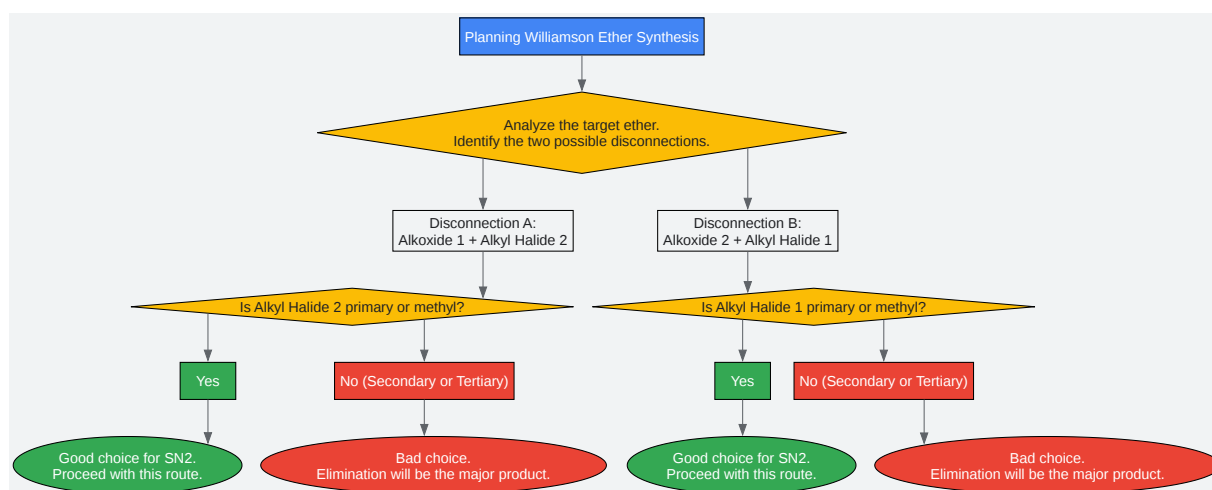 Planning Williamson Ether Synthesis
Analyze the target ether.
Identify the two possible disconnections.
Disconnection A:
Alkoxide 1 + Alkyl Halide 2
Disconnection B:
Alkoxide 2 + Alkyl Halide 1
Is Alkyl Halide 2 primary or methyl?
Is Alkyl Halide 1 primary or methyl?
Yes
No (Secondary or Tertiary)
Yes
No (Secondary or Tertiary)
Good choice for SN2.
Proceed with this route.
Bad choice.
Elimination will be the major product.
Good choice for SN2.
Proceed with this route.
Bad choice.
Elimination will be the major product.